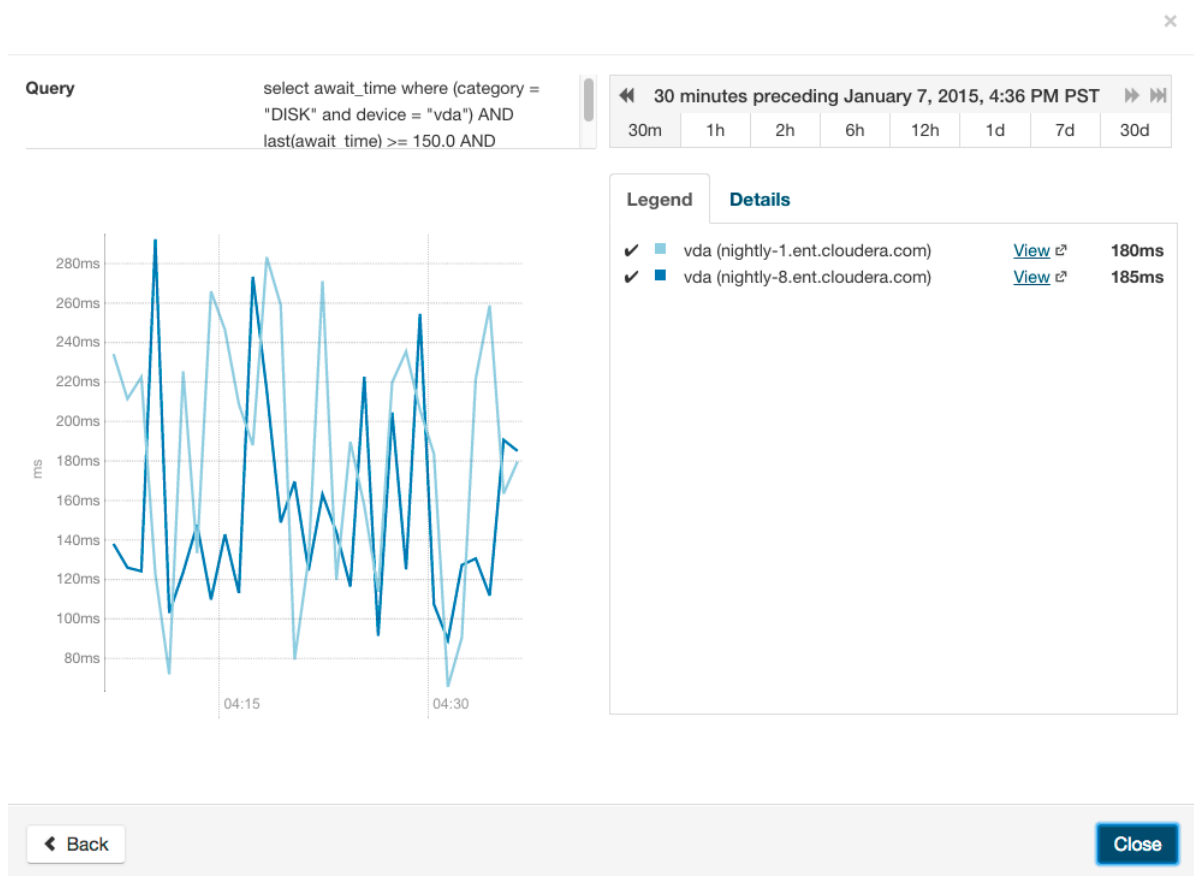 ×
Query
select await_time where (category =
"DISK" and device = "vda") AND
last(await_time) >= 150.0 AND
30 minutes preceding January 7, 2015, 4:36 PM PST
30m 1h 2h 6h 12h 1d 7d 30d
Legend Details
vda (nightly-1.ent.cloudera.com) View 180ms
vda (nightly-8.ent.cloudera.com) View 185ms
280ms
260ms
240ms
220ms
200ms
180ms
160ms
140ms
120ms
100ms
80ms
ms
04:15 04:30
Back
Close